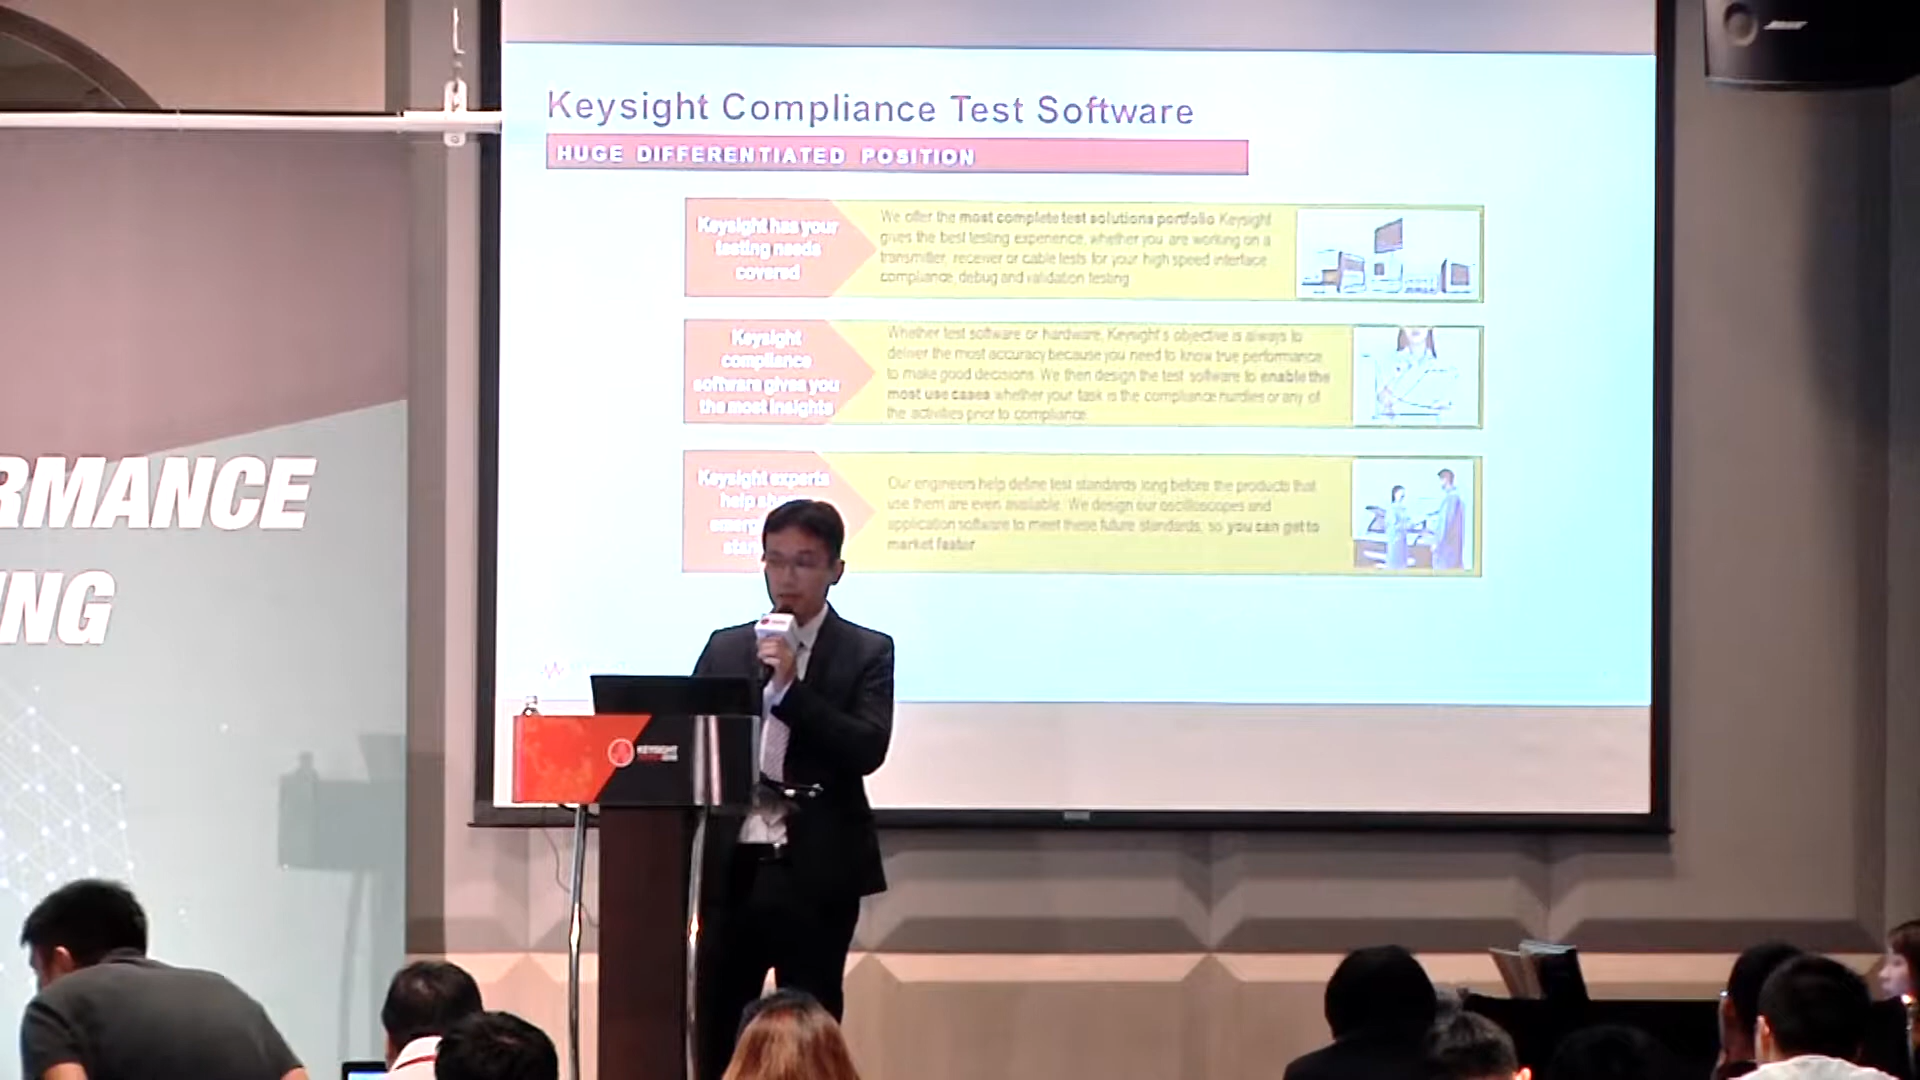 Keysight Compliance Test Software
HUGE DIFFERENTIATED POSITION
Keysight has your
testing needs
covered
We offer the most complete test solutions portfolio Keysight
gives the best testing experience, whether you are working on a
transmitter, receiver or cable tests for your high speed interface
compliance, debug and validation testing
Keysight
compliance
software gives you
the most insights
Whether test software or hardware, Keysight's objective is always to
deliver the most accuracy because you need to know true performance
to make good decisions. We then design the test software to enable the
most use cases whether your task is the compliance hurdles or any of
the activities prior to compliance.
Keysight experts
help
Our engineers help define test standards long before the products that
use them are even available. We design our oscilloscopes and
application software to meet these future standards, so you can get to
market faster
RMANCE
ING
KEYSIGHT